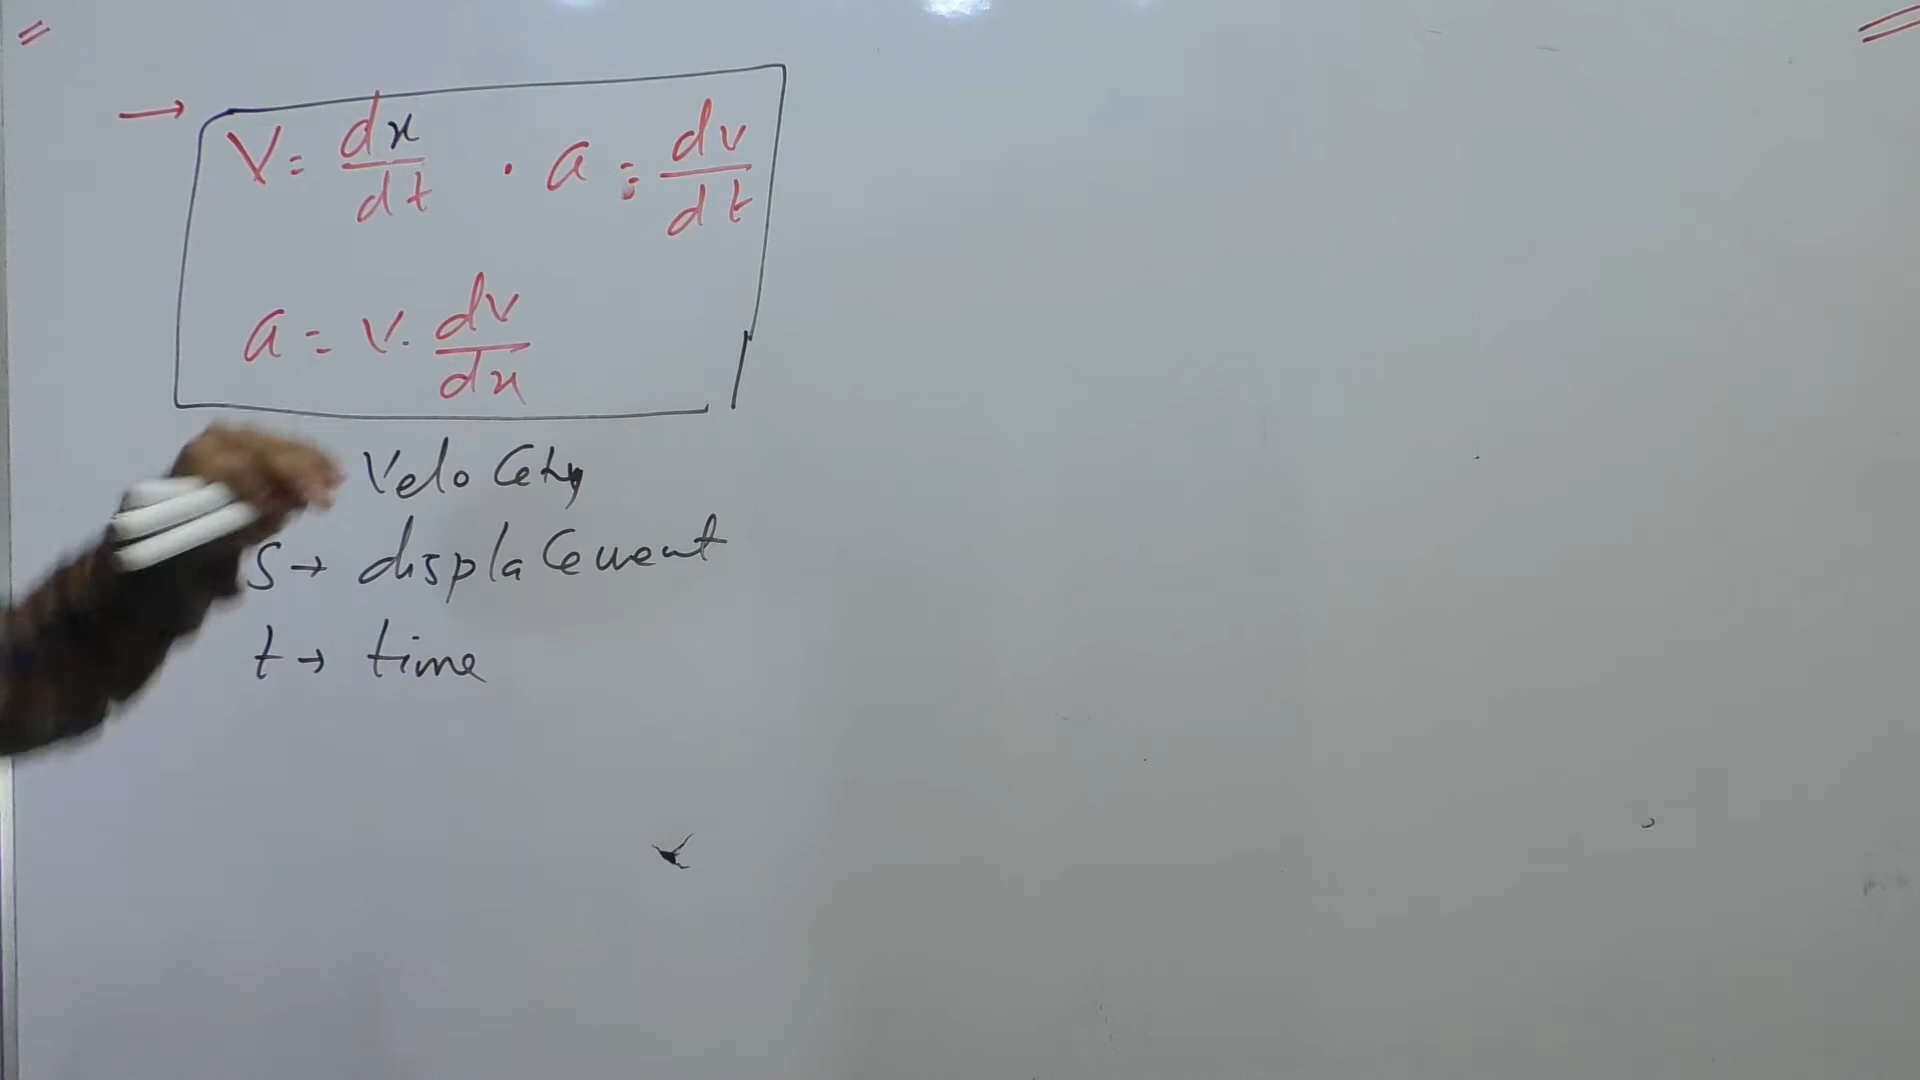 → V = dx/dt · a = dv/dt
a = v · dv/dx
Velocity
S → displacement
t → time